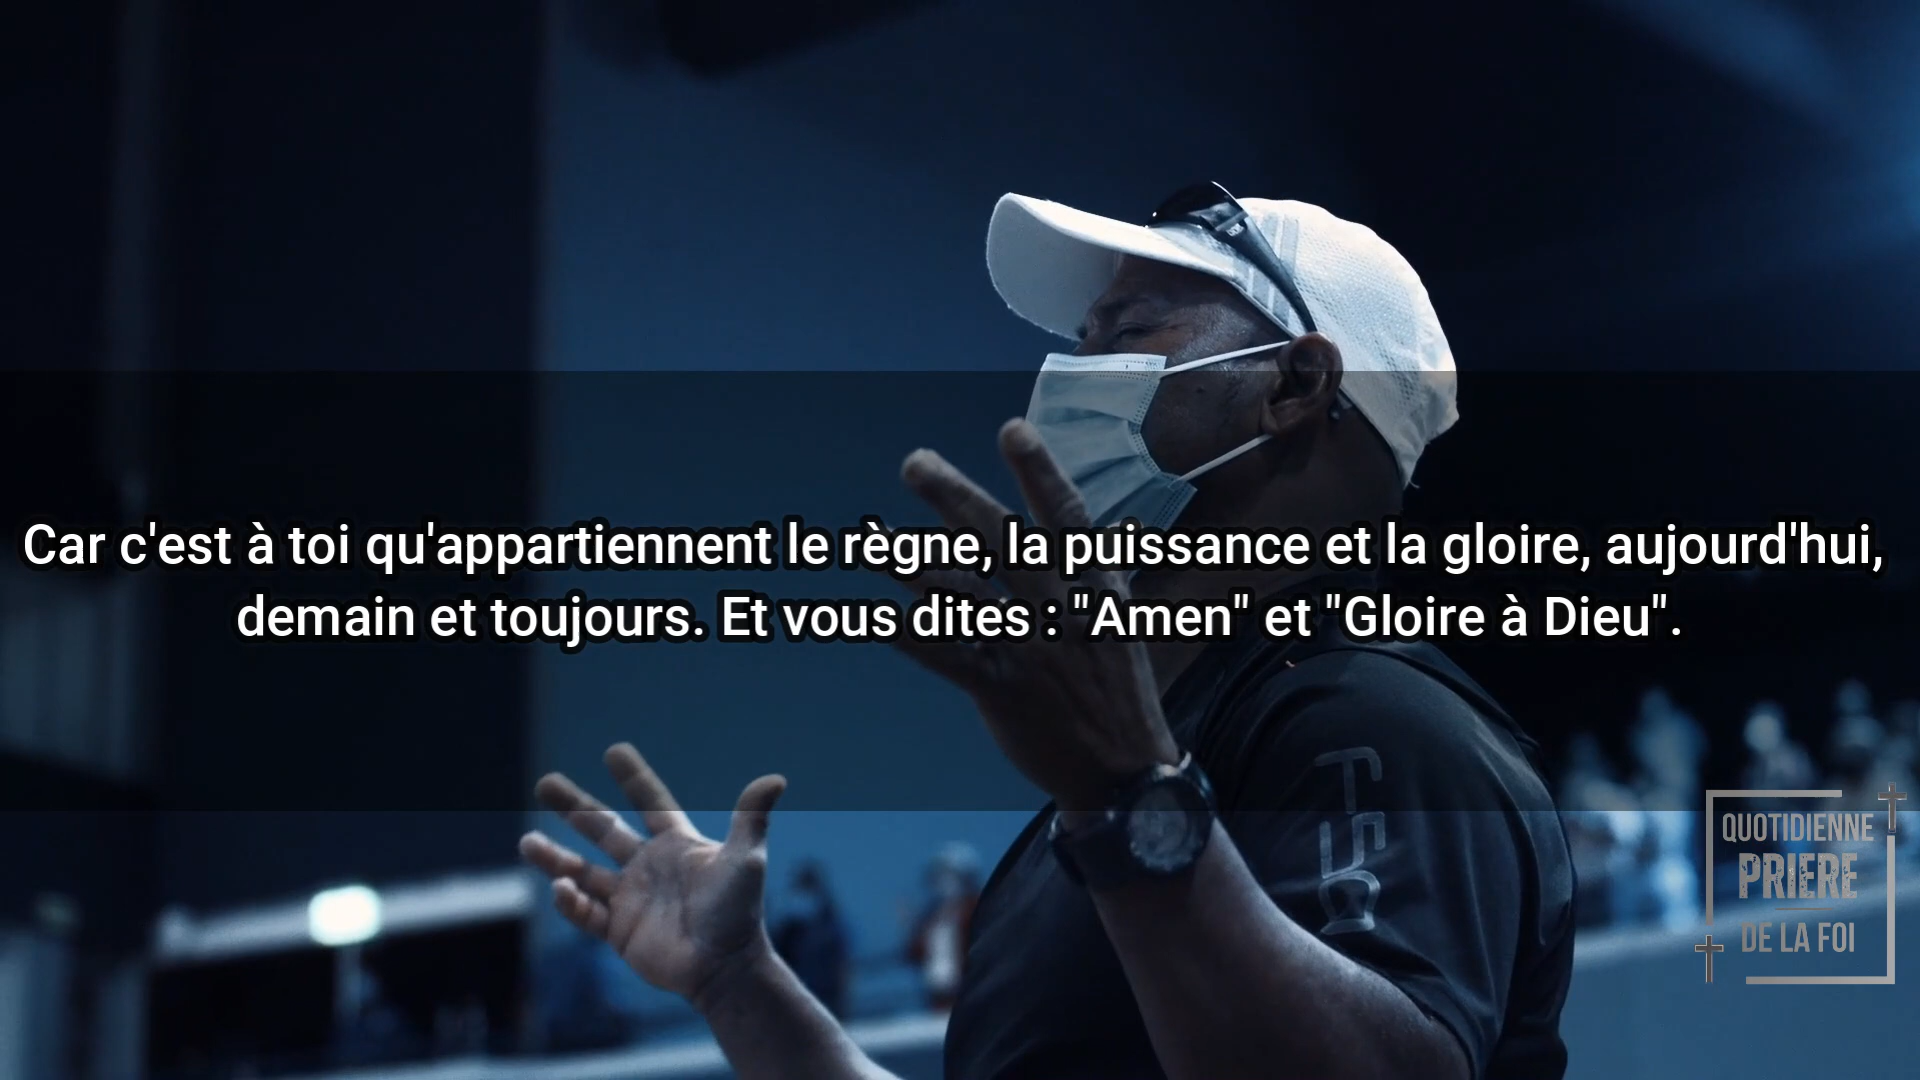 Car c'est à toi qu'appartiennent le règne, la puissance et la gloire, aujourd'hui,
demain et toujours. Et vous dites : "Amen" et "Gloire à Dieu".
QUOTIDIENNE
PRIERE
DE LA FOI